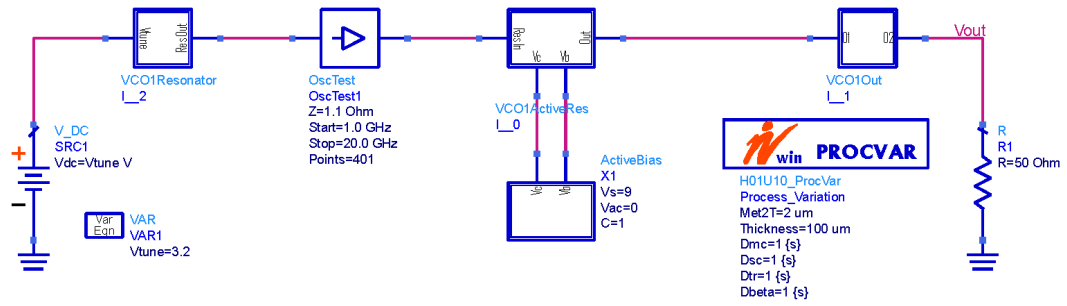 Vtune
ResOut
VCO1Resonator
I__2
OscTest
OscTest1
Z=1.1 Ohm
Start=1.0 GHz
Stop=20.0 GHz
Points=401
ResIn
Vc
Vb
Out
VCO1ActiveRes
I__0
Vc
Vb
ActiveBias
X1
Vs=9
Vac=0
C=1
O1
O2
VCO1Out
I__1
Vout
V_DC
SRC1
Vdc=Vtune V
+
−
Var
Eqn
VAR
VAR1
Vtune=3.2
win PROCVAR
H01U10_ProcVar
Process_Variation
Met2T=2 um
Thickness=100 um
Dmc=1 {s}
Dsc=1 {s}
Dtr=1 {s}
Dbeta=1 {s}
R
R1
R=50 Ohm